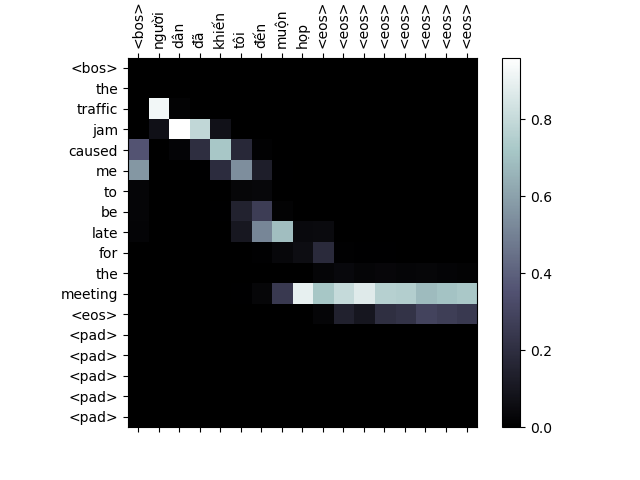 <bos> người dân đã khiến tôi đến muộn họp <eos> <eos> <eos> <eos> <eos> <eos> <eos> <eos>
<bos>
the
traffic
jam
caused
me
to
be
late
for
the
meeting
<eos>
<pad>
<pad>
<pad>
<pad>
<pad>
0.8
0.6
0.4
0.2
0.0